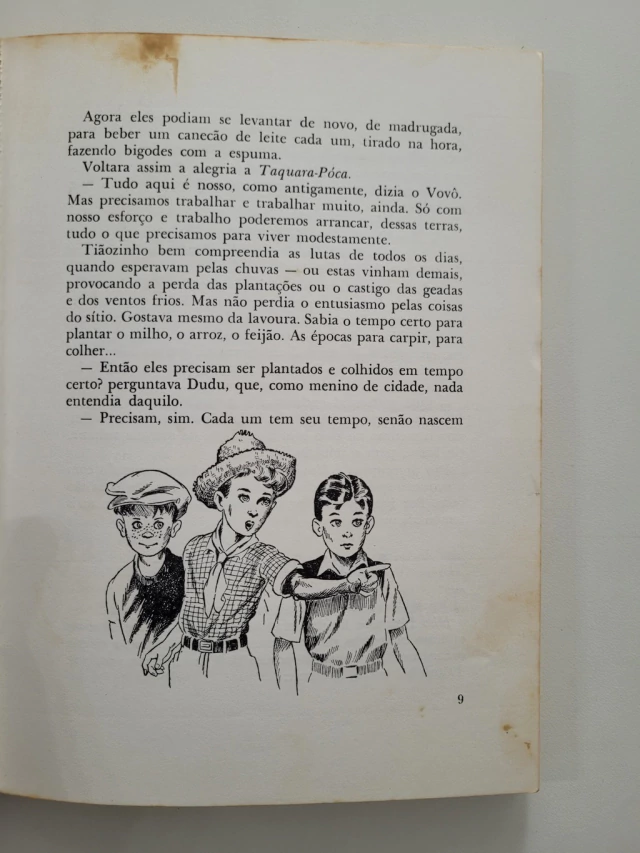 Agora eles podiam se levantar de novo, de madrugada,
para beber um canecão de leite cada um, tirado na hora,
fazendo bigodes com a espuma.
Voltara assim a alegria a Taquara-Póca.
— Tudo aqui é nosso, como antigamente, dizia o Vovô.
Mas precisamos trabalhar e trabalhar muito, ainda. Só com
nosso esforço e trabalho poderemos arrancar, dessas terras,
tudo o que precisamos para viver modestamente.
Tiãozinho bem compreendia as lutas de todos os dias,
quando esperavam pelas chuvas — ou estas vinham demais,
provocando a perda das plantações ou o castigo das geadas
e dos ventos frios. Mas não perdia o entusiasmo pelas coisas
do sítio. Gostava mesmo da lavoura. Sabia o tempo certo para
plantar o milho, o arroz, o feijão. As épocas para carpir, para
colher...
— Então eles precisam ser plantados e colhidos em tempo
certo? perguntava Dudu, que, como menino de cidade, nada
entendia daquilo.
— Precisam, sim. Cada um tem seu tempo, senão nascem
9